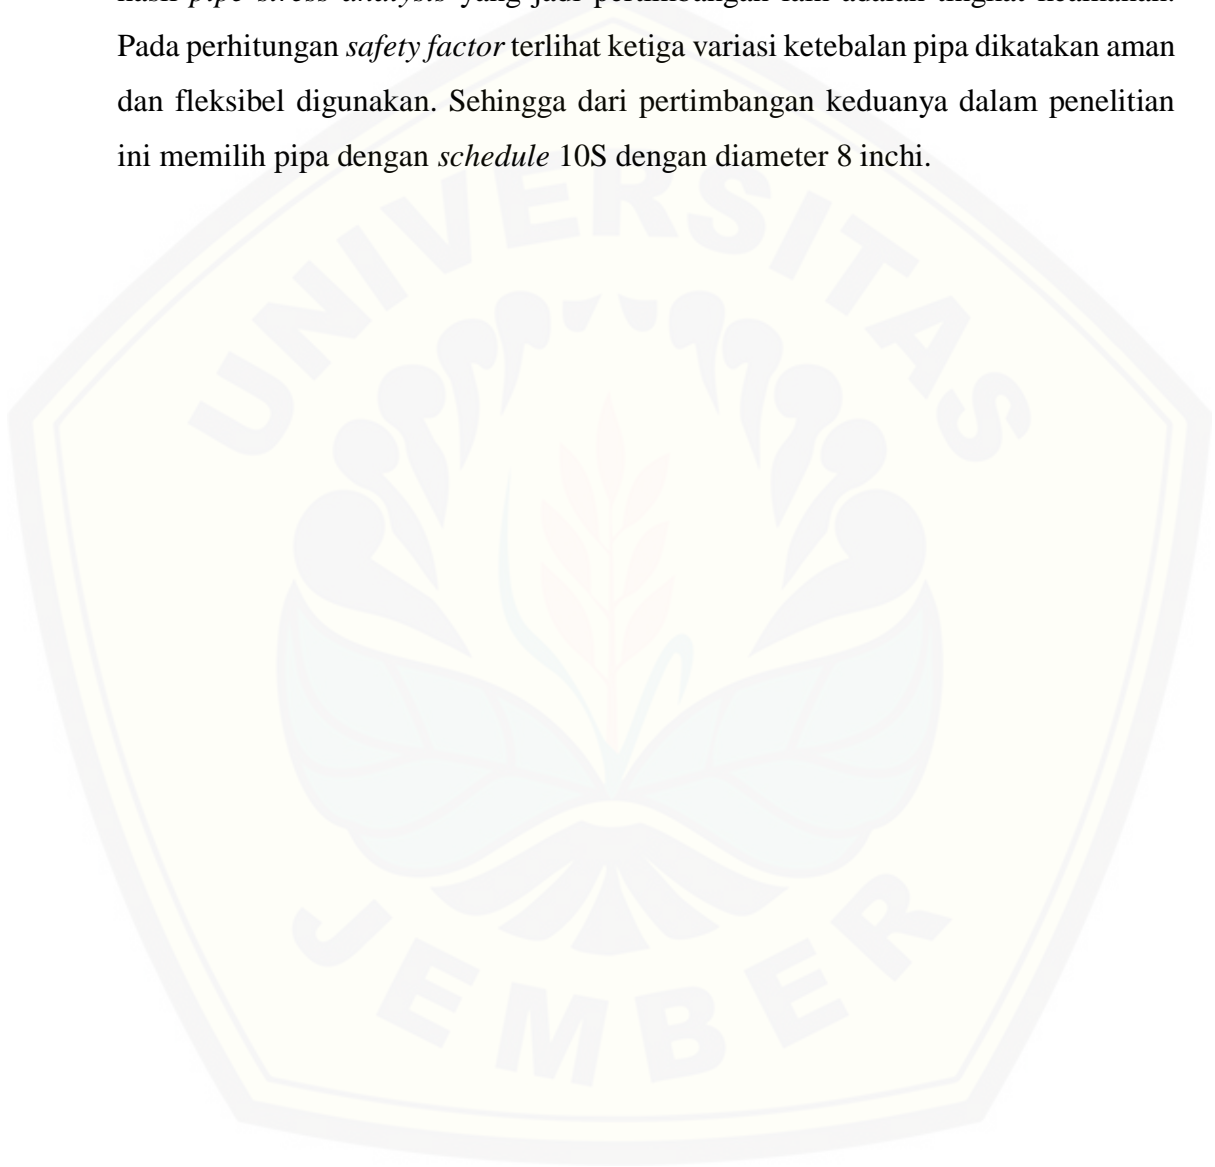 hasil pipe stress analysis yang jadi pertimbangan lain adalah tingkat keamanan.
Pada perhitungan safety factor terlihat ketiga variasi ketebalan pipa dikatakan aman
dan fleksibel digunakan. Sehingga dari pertimbangan keduanya dalam penelitian
ini memilih pipa dengan schedule 10S dengan diameter 8 inchi.
UNIVERSITAS
JEMBER